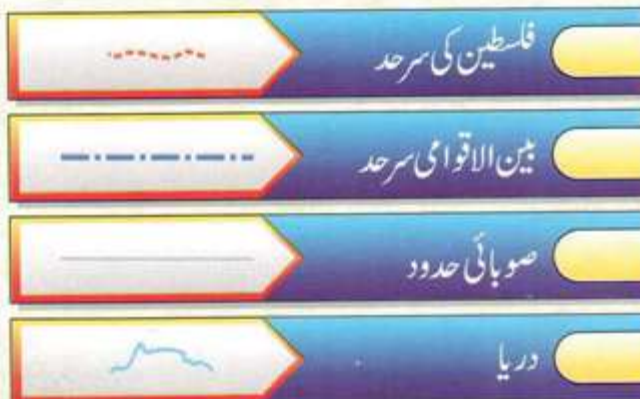 فلسطین کی سرحد
بین الاقوامی سرحد
صوبائی حدود
دریا